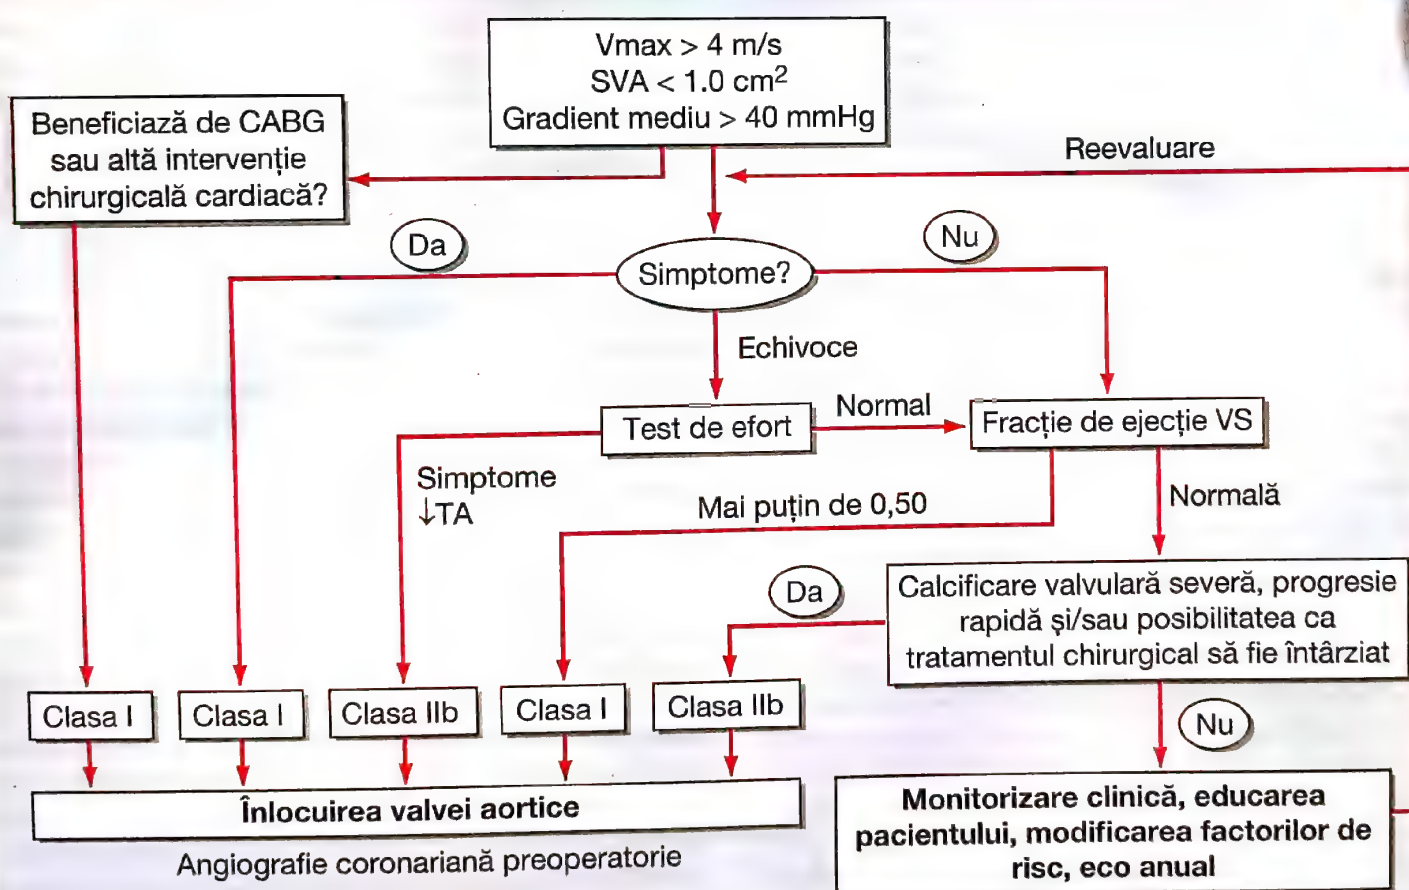 Vmax > 4 m/s
SVA < 1.0 cm²
Gradient mediu > 40 mmHg
Beneficiază de CABG
sau altă intervenție
chirurgicală cardiacă?
Reevaluare
Da
Nu
Simptome?
Echivoce
Test de efort
Normal
Fracție de ejecție VS
Simptome
↓TA
Mai puțin de 0,50
Normală
Da
Calcificare valvulară severă, progresie
rapidă și/sau posibilitatea ca
tratamentul chirurgical să fie întârziat
Clasa I
Clasa I
Clasa IIb
Clasa I
Clasa IIb
Nu
Înlocuirea valvei aortice
Angiografie coronariană preoperatorie
Monitorizare clinică, educarea
pacientului, modificarea factorilor de
risc, eco anual